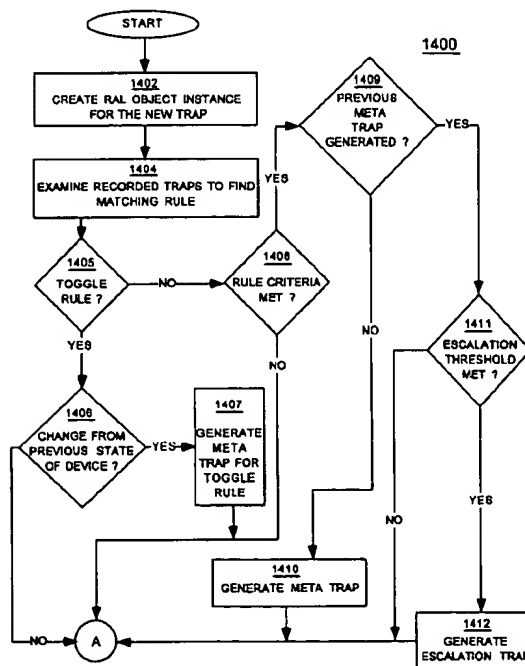 START
1400
1402
CREATE RAL OBJECT INSTANCE
FOR THE NEW TRAP
1404
EXAMINE RECORDED TRAPS TO FIND
MATCHING RULE
1405
TOGGLE
RULE ?
NO
YES
1408
RULE CRITERIA
MET ?
YES
NO
1409
PREVIOUS
META
TRAP
GENERATED ?
YES
NO
1406
CHANGE FROM
PREVIOUS STATE
OF DEVICE ?
YES
NO
1407
GENERATE
META
TRAP FOR
TOGGLE
RULE
1411
ESCALATION
THRESHOLD
MET ?
NO
YES
1410
GENERATE META TRAP
1412
GENERATE
ESCALATION TRAP
A